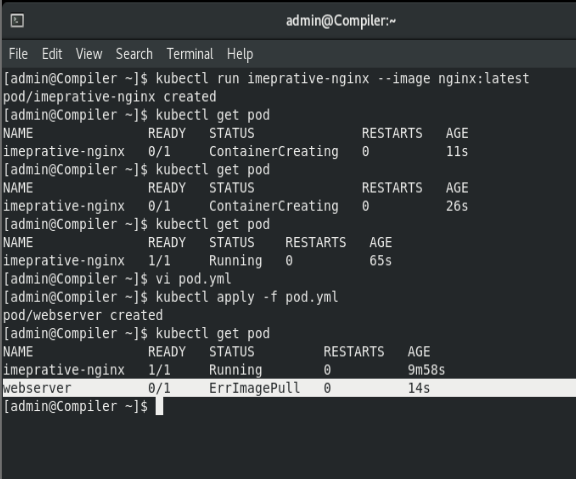 admin@Compiler:~
File Edit View Search Terminal Help
[admin@Compiler ~]$ kubectl run imeprative-nginx --image nginx:latest
pod/imeprative-nginx created
[admin@Compiler ~]$ kubectl get pod
NAME READY STATUS RESTARTS AGE
imeprative-nginx 0/1 ContainerCreating 0 11s
[admin@Compiler ~]$ kubectl get pod
NAME READY STATUS RESTARTS AGE
imeprative-nginx 0/1 ContainerCreating 0 26s
[admin@Compiler ~]$ kubectl get pod
NAME READY STATUS RESTARTS AGE
imeprative-nginx 1/1 Running 0 65s
[admin@Compiler ~]$ vi pod.yml
[admin@Compiler ~]$ kubectl apply -f pod.yml
pod/webserver created
[admin@Compiler ~]$ kubectl get pod
NAME READY STATUS RESTARTS AGE
imeprative-nginx 1/1 Running 0 9m58s
webserver 0/1 ErrImagePull 0 14s
[admin@Compiler ~]$